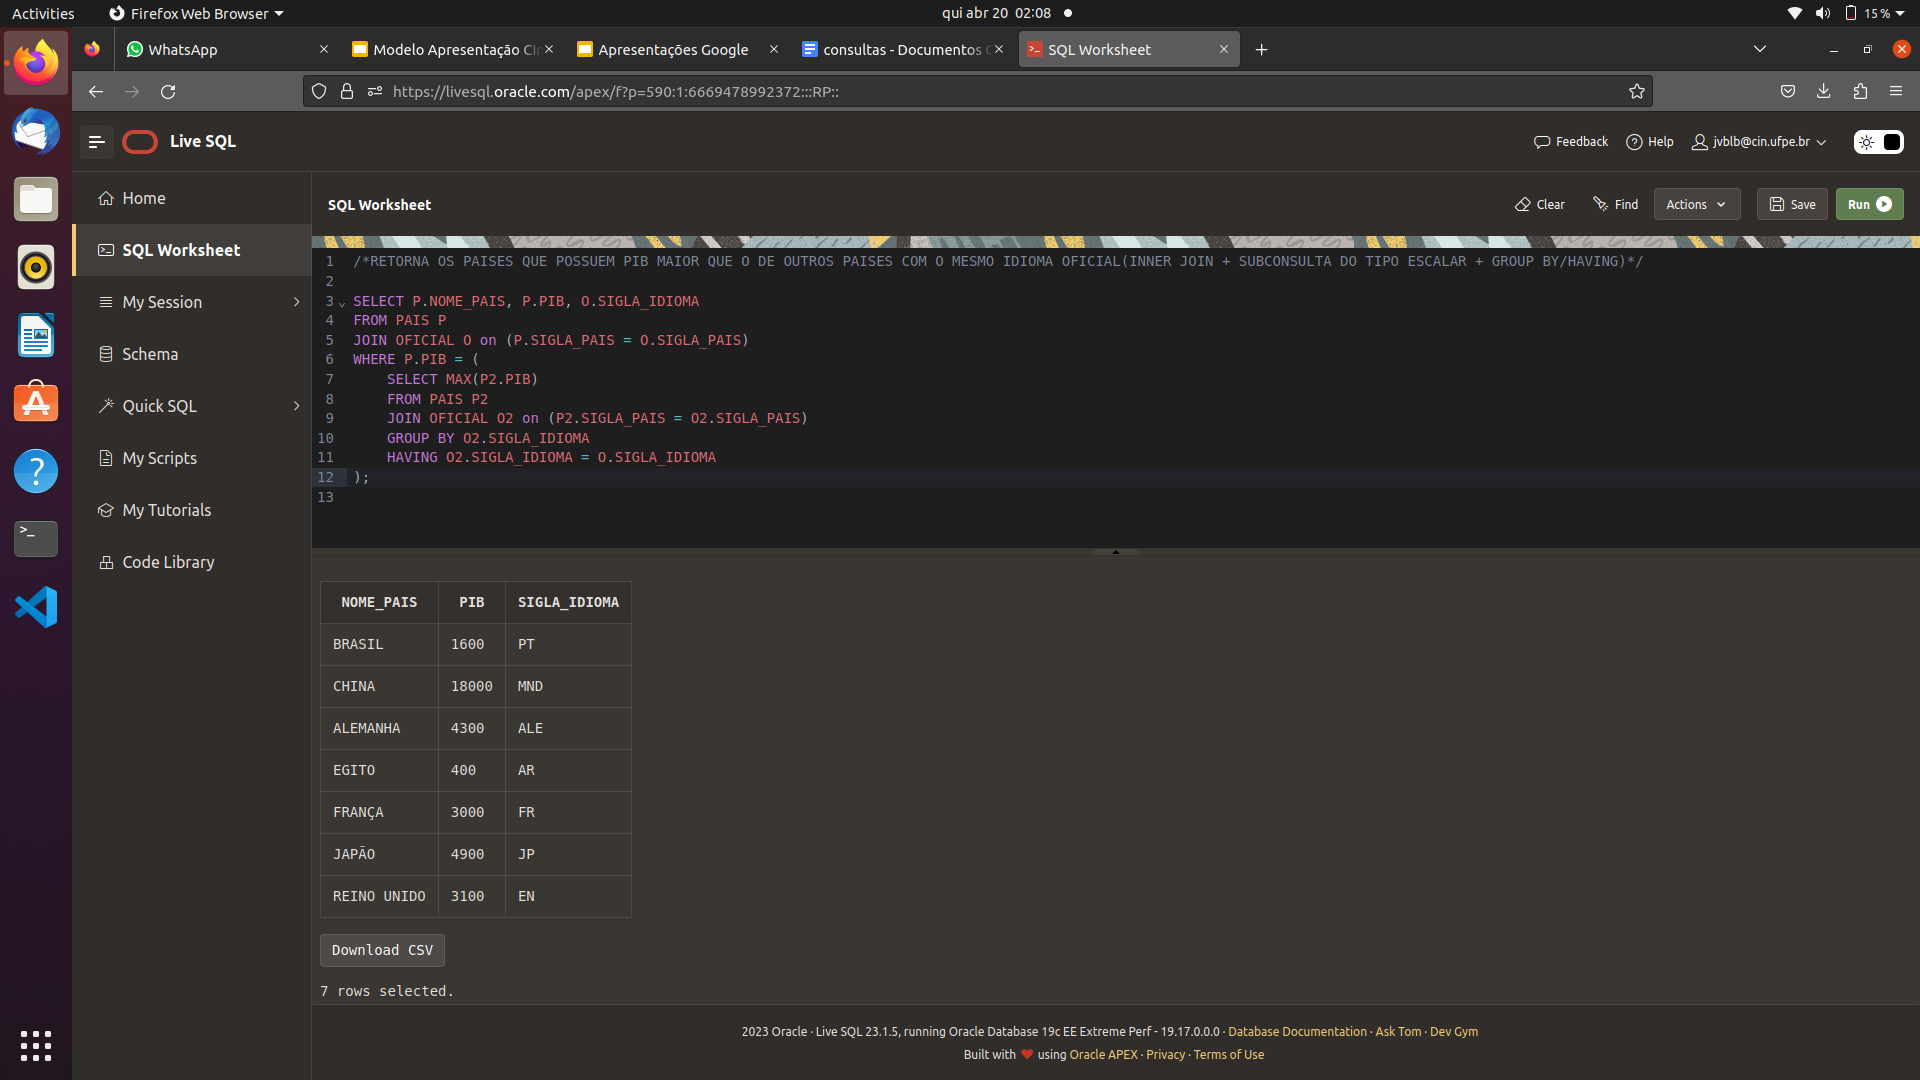 Activities
Firefox Web Browser
qui abr 20 02:08
15 %
WhatsApp
Modelo Apresentação CIn
Apresentações Google
consultas - Documentos
SQL Worksheet
https://livesql.oracle.com/apex/f?p=590:1:6669478992372:::RP::
Live SQL
Feedback
Help
jvblb@cin.ufpe.br
Home
SQL Worksheet
My Session
Schema
Quick SQL
My Scripts
My Tutorials
Code Library
SQL Worksheet
Clear
Find
Actions
Save
Run
1 /*RETORNA OS PAISES QUE POSSUEM PIB MAIOR QUE O DE OUTROS PAISES COM O MESMO IDIOMA OFICIAL(INNER JOIN + SUBCONSULTA DO TIPO ESCALAR + GROUP BY/HAVING)*/
2
3 SELECT P.NOME_PAIS, P.PIB, O.SIGLA_IDIOMA
4 FROM PAIS P
5 JOIN OFICIAL O on (P.SIGLA_PAIS = O.SIGLA_PAIS)
6 WHERE P.PIB = (
7 SELECT MAX(P2.PIB)
8 FROM PAIS P2
9 JOIN OFICIAL O2 on (P2.SIGLA_PAIS = O2.SIGLA_PAIS)
10 GROUP BY O2.SIGLA_IDIOMA
11 HAVING O2.SIGLA_IDIOMA = O.SIGLA_IDIOMA
12 );
13
NOME_PAIS PIB SIGLA_IDIOMA
BRASIL 1600 PT
CHINA 18000 MND
ALEMANHA 4300 ALE
EGITO 400 AR
FRANÇA 3000 FR
JAPÃO 4900 JP
REINO UNIDO 3100 EN
Download CSV
7 rows selected.
2023 Oracle · Live SQL 23.1.5, running Oracle Database 19c EE Extreme Perf - 19.17.0.0.0 · Database Documentation · Ask Tom · Dev Gym
Built with ❤ using Oracle APEX · Privacy · Terms of Use